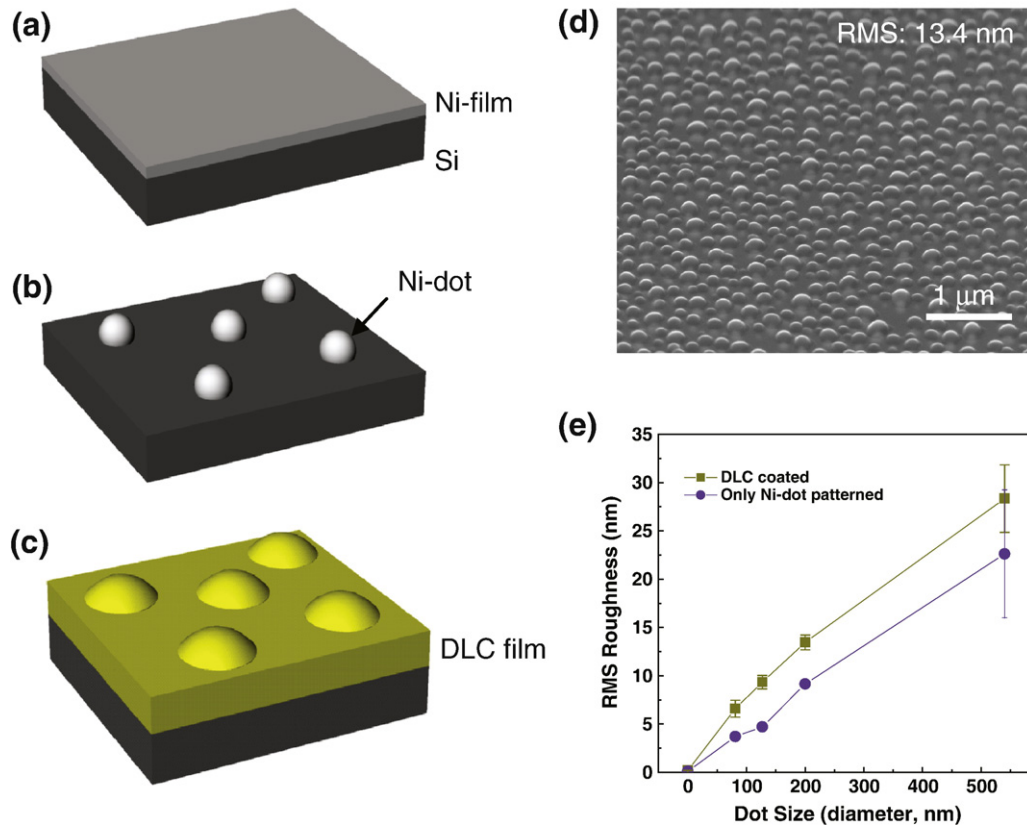 (a)
Ni-film
Si
(b)
Ni-dot
(c)
DLC film
(d)
RMS: 13.4 nm
1 μm
(e)
35
30
25
20
15
10
5
0
RMS Roughness (nm)
DLC coated
Only Ni-dot patterned
0 100 200 300 400 500
Dot Size (diameter, nm)